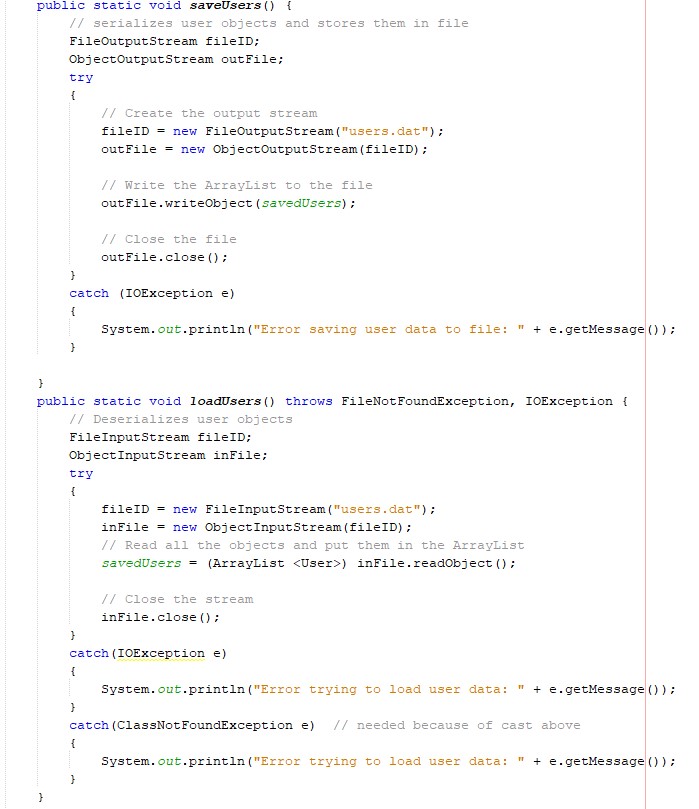 public static void saveUsers() {
// serializes user objects and stores them in file
FileOutputStream fileID;
ObjectOutputStream outFile;
try
{
// Create the output stream
fileID = new FileOutputStream("users.dat");
outFile = new ObjectOutputStream(fileID);
// Write the ArrayList to the file
outFile.writeObject(savedUsers);
// Close the file
outFile.close();
}
catch (IOException e)
{
System.out.println("Error saving user data to file: " + e.getMessage());
}
}
public static void loadUsers() throws FileNotFoundException, IOException {
// Deserializes user objects
FileInputStream fileID;
ObjectInputStream inFile;
try
{
fileID = new FileInputStream("users.dat");
inFile = new ObjectInputStream(fileID);
// Read all the objects and put them in the ArrayList
savedUsers = (ArrayList <User>) inFile.readObject();
// Close the stream
inFile.close();
}
catch(IOException e)
{
System.out.println("Error trying to load user data: " + e.getMessage());
}
catch(ClassNotFoundException e)  // needed because of cast above
{
System.out.println("Error trying to load user data: " + e.getMessage());
}
}